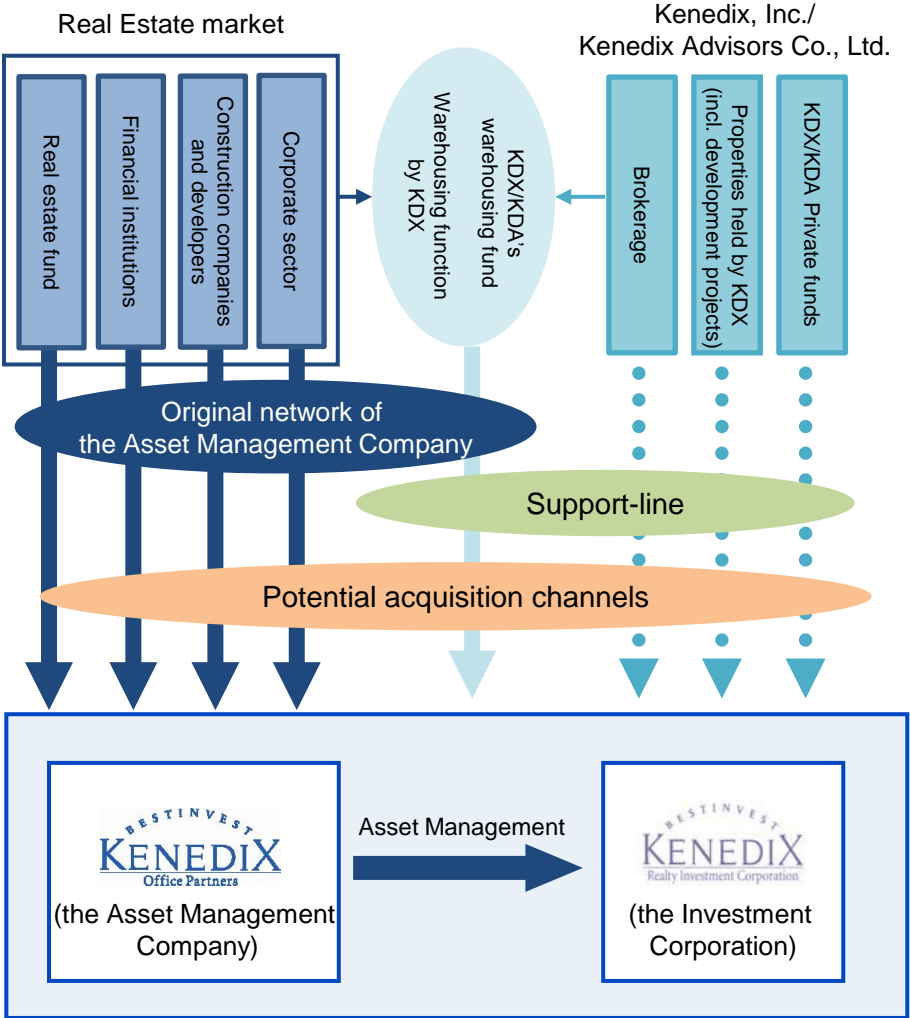 Real Estate market
Kenedix, Inc./
Kenedix Advisors Co., Ltd.
Real estate fund
Financial institutions
Construction companies
and developers
Corporate sector
KDX/KDA's
warehousing fund
Warehousing function
by KDX
Brokerage
Properties held by KDX
(incl. development projects)
KDX/KDA Private funds
Original network of
the Asset Management Company
Support-line
Potential acquisition channels
BESTINVEST
KENEDIX
Office Partners
(the Asset Management
Company)
Asset Management
BESTINVEST
KENEDIX
Realty Investment Corporation
(the Investment
Corporation)